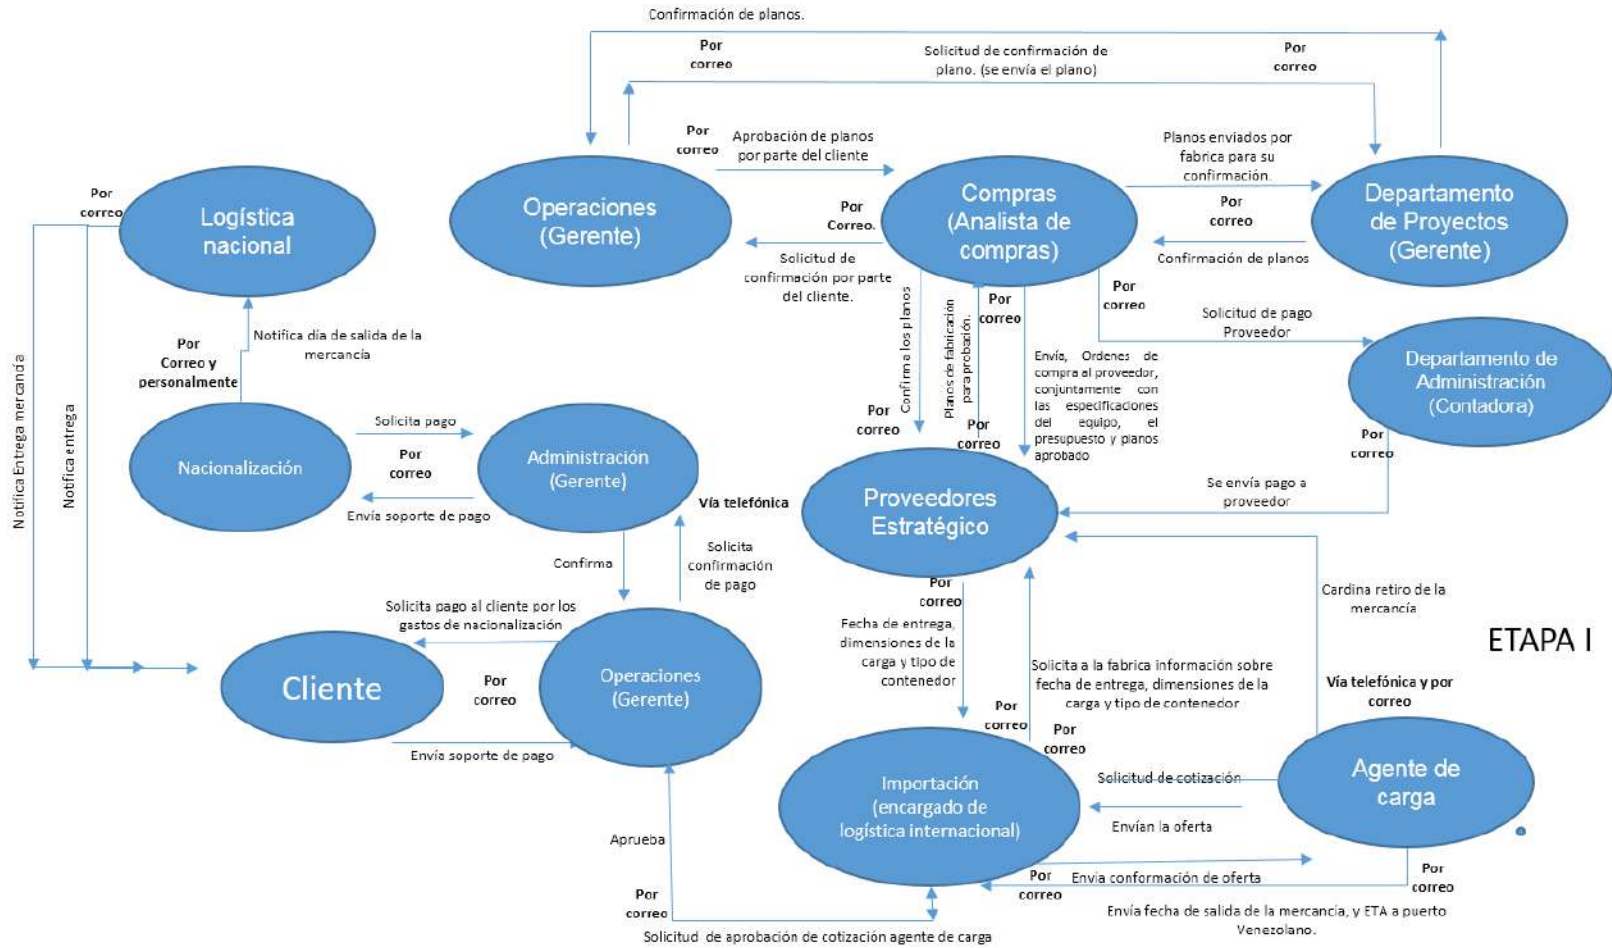 Confirmación de planos.
Por
correo
Solicitud de confirmación de
plano. (se envía el plano)
Por
correo
Por
correo
Aprobación de planos
por parte del cliente
Planos enviados por
fabrica para su
confirmación.
Por
correo
Logística
nacional
Operaciones
(Gerente)
Compras
(Analista de
compras)
Departamento
de Proyectos
(Gerente)
Por
Correo.
Por
correo
Solicitud de
confirmación por parte
del cliente.
Confirmación de planos
Por
correo
Por
correo
Solicitud de pago
Proveedor
Notifica día de salida de la
mercancía
Por
Correo y
personalmente
Confirma los planos
Planos de fabricación
para aprobación.
Envía, Ordenes de
compra al proveedor,
conjuntamente con
las especificaciones
del equipo, el
presupuesto y planos
aprobado
Departamento de
Administración
(Contadora)
Por
correo
Por
correo
Por
correo
Notifica Entrega mercancía
Notifica entrega
Solicita pago
Nacionalización
Por
correo
Administración
(Gerente)
Envía soporte de pago
Vía telefónica
Proveedores
Estratégico
Se envía pago a
proveedor
Confirma
Solicita
confirmación
de pago
Por
correo
Cardina retiro de la
mercancía
Solicita pago al cliente por los
gastos de nacionalización
Fecha de entrega,
dimensiones de la
carga y tipo de
contenedor
ETAPA I
Cliente
Por
correo
Operaciones
(Gerente)
Solicita a la fabrica información sobre
fecha de entrega, dimensiones de la
carga y tipo de contenedor
Vía telefónica y por
correo
Por
correo
Por
correo
Envía soporte de pago
Importación
(encargado de
logística internacional)
Solicitud de cotización
Agente de
carga
Envían la oferta
Aprueba
Por
correo
Envia conformación de oferta
Por
correo
Por
correo
Envía fecha de salida de la mercancía, y ETA a puerto
Venezolano.
Solicitud de aprobación de cotización agente de carga